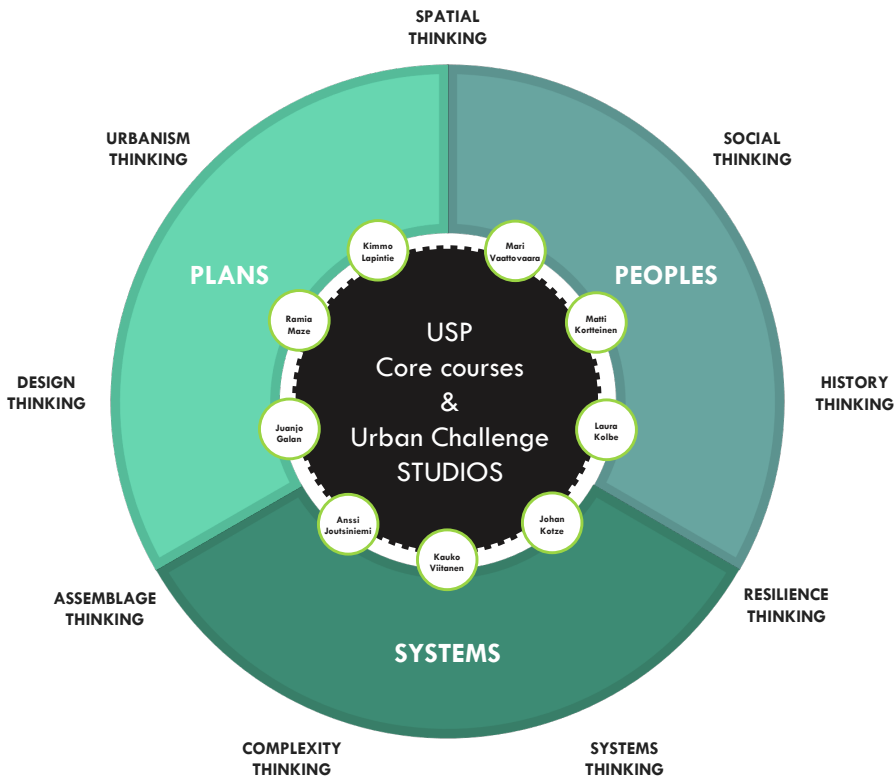 SPATIAL
THINKING
URBANISM
THINKING
SOCIAL
THINKING
Kimmo
Lapintie
Mari
Vaattovaara
PLANS
PEOPLES
Ramia
Maze
Matti
Kortteinen
USP
Core courses
&
Urban Challenge
STUDIOS
DESIGN
THINKING
HISTORY
THINKING
Juanjo
Galan
Laura
Kolbe
Anssi
Joutsiniemi
Johan
Kotze
Kauko
Viitanen
ASSEMBLAGE
THINKING
RESILIENCE
THINKING
SYSTEMS
COMPLEXITY
THINKING
SYSTEMS
THINKING